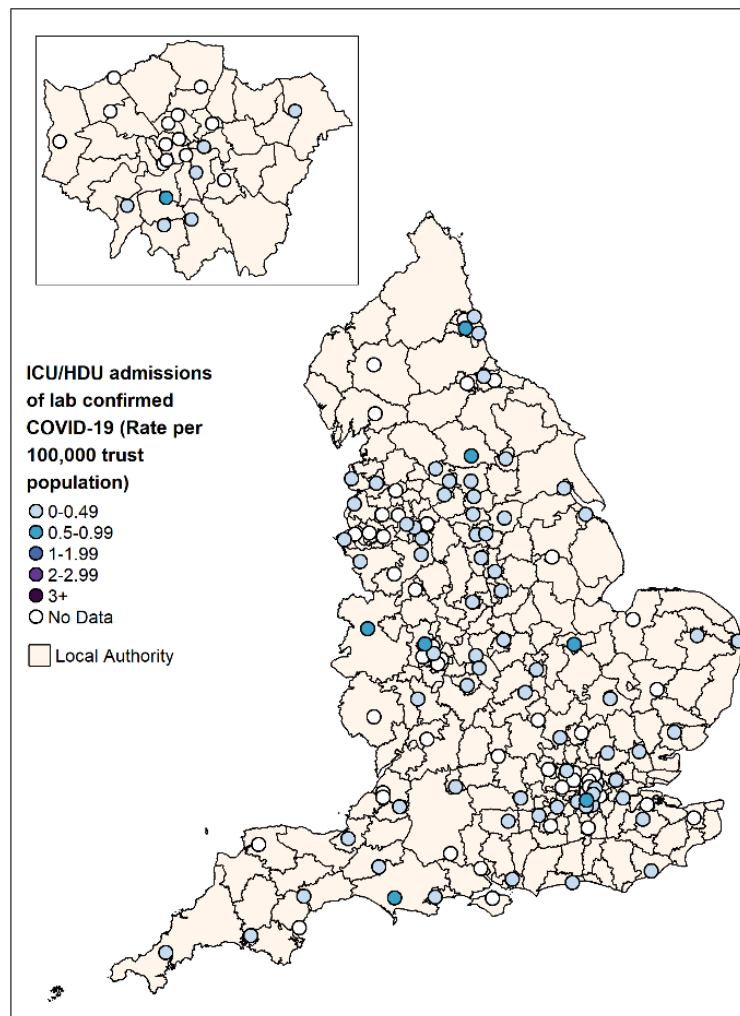 ICU/HDU admissions
of lab confirmed
COVID-19 (Rate per
100,000 trust
population)
0-0.49
0.5-0.99
1-1.99
2-2.99
3+
No Data
Local Authority